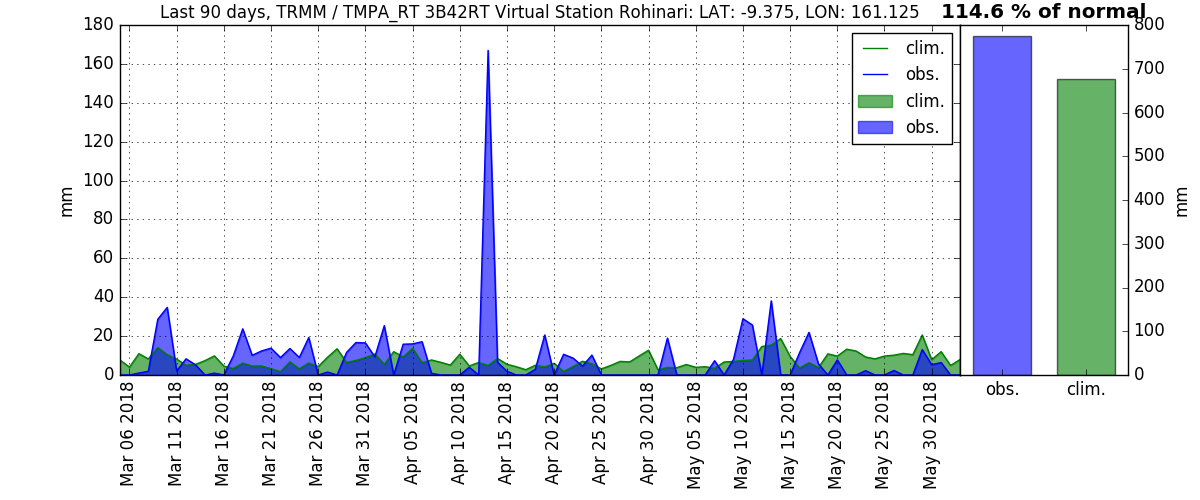 Last 90 days, TRMM / TMPA_RT 3B42RT Virtual Station Rohinari: LAT: -9.375, LON: 161.125
114.6 % of normal
180
160
140
120
100
80
60
40
20
0
mm
clim.
obs.
clim.
obs.
Mar 06 2018
Mar 11 2018
Mar 16 2018
Mar 21 2018
Mar 26 2018
Mar 31 2018
Apr 05 2018
Apr 10 2018
Apr 15 2018
Apr 20 2018
Apr 25 2018
Apr 30 2018
May 05 2018
May 10 2018
May 15 2018
May 20 2018
May 25 2018
May 30 2018
800
700
600
500
400
300
200
100
0
mm
obs.
clim.